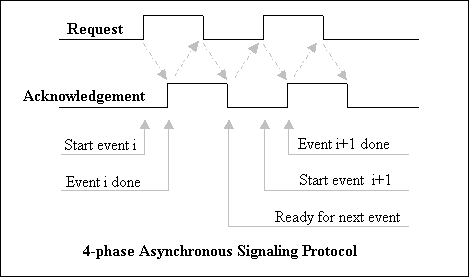 Request
Acknowledgement
Start event i
Event i+1 done
Event i done
Start event i+1
Ready for next event
4-phase Asynchronous Signaling Protocol